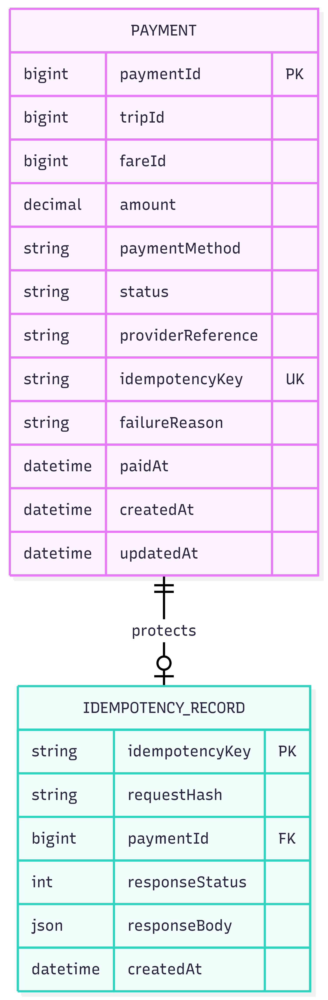 PAYMENT
bigint paymentId PK
bigint tripId
bigint fareId
decimal amount
string paymentMethod
string status
string providerReference
string idempotencyKey UK
string failureReason
datetime paidAt
datetime createdAt
datetime updatedAt
protects
IDEMPOTENCY_RECORD
string idempotencyKey PK
string requestHash
bigint paymentId FK
int responseStatus
json responseBody
datetime createdAt